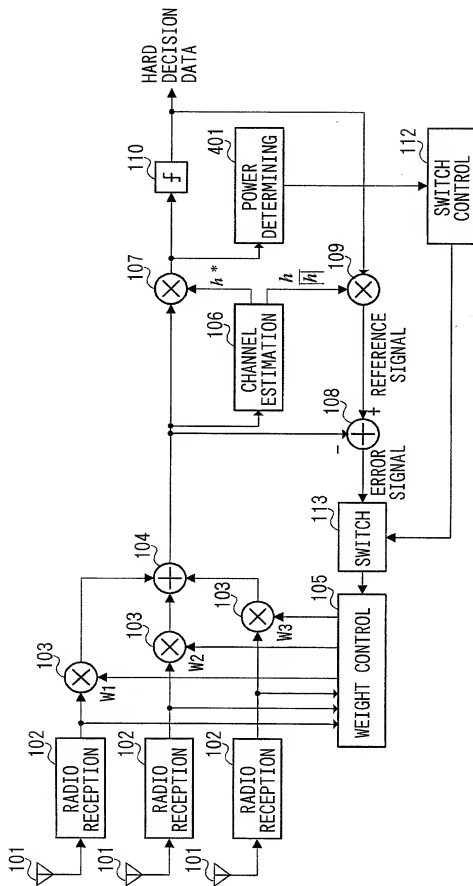 101
102
RADIO
RECEPTION
103
W1
101
102
RADIO
RECEPTION
103
W2
101
102
RADIO
RECEPTION
103
W3
104
105
WEIGHT CONTROL
113
SWITCH
ERROR
SIGNAL
108
-
+
REFERENCE
SIGNAL
106
CHANNEL
ESTIMATION
h*
h
|h|
107
109
110
401
POWER
DETERMINING
HARD
DECISION
DATA
112
SWITCH
CONTROL